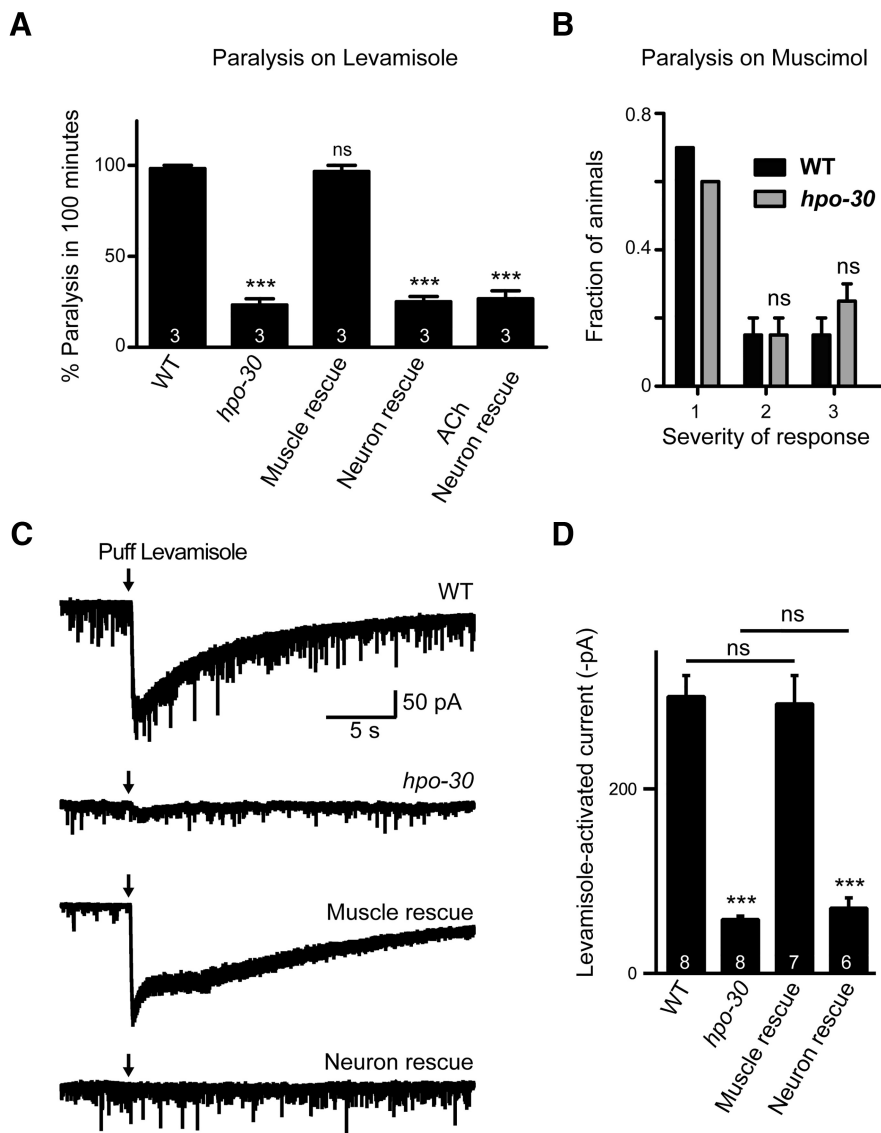 A
Paralysis on Levamisole
% Paralysis in 100 minutes
100
50
0
ns
***
***
***
3
3
3
3
3
WT
hpo-30
Muscle rescue
Neuron rescue
ACh
Neuron rescue
B
Paralysis on Muscimol
Fraction of animals
0.8
0.4
0
WT
hpo-30
ns
ns
1
2
3
Severity of response
C
Puff Levamisole
WT
50 pA
5 s
hpo-30
Muscle rescue
Neuron rescue
D
Levamisole-activated current (-pA)
200
0
ns
ns
***
***
8
8
7
6
WT
hpo-30
Muscle rescue
Neuron rescue